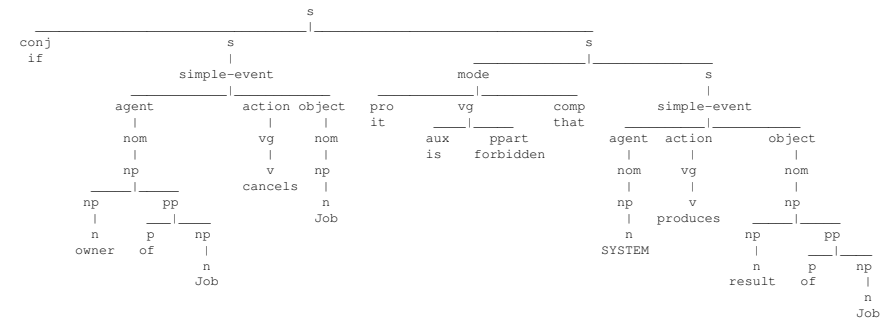 s
conj s s
if
simple-event mode s
agent action object pro vg comp simple-event
it that
nom vg nom aux ppart agent action object
is forbidden
np v np nom vg nom
cancels
np pp n np v np
Job produces
n p np n np pp
owner of SYSTEM
n n p np
Job result of
n
Job